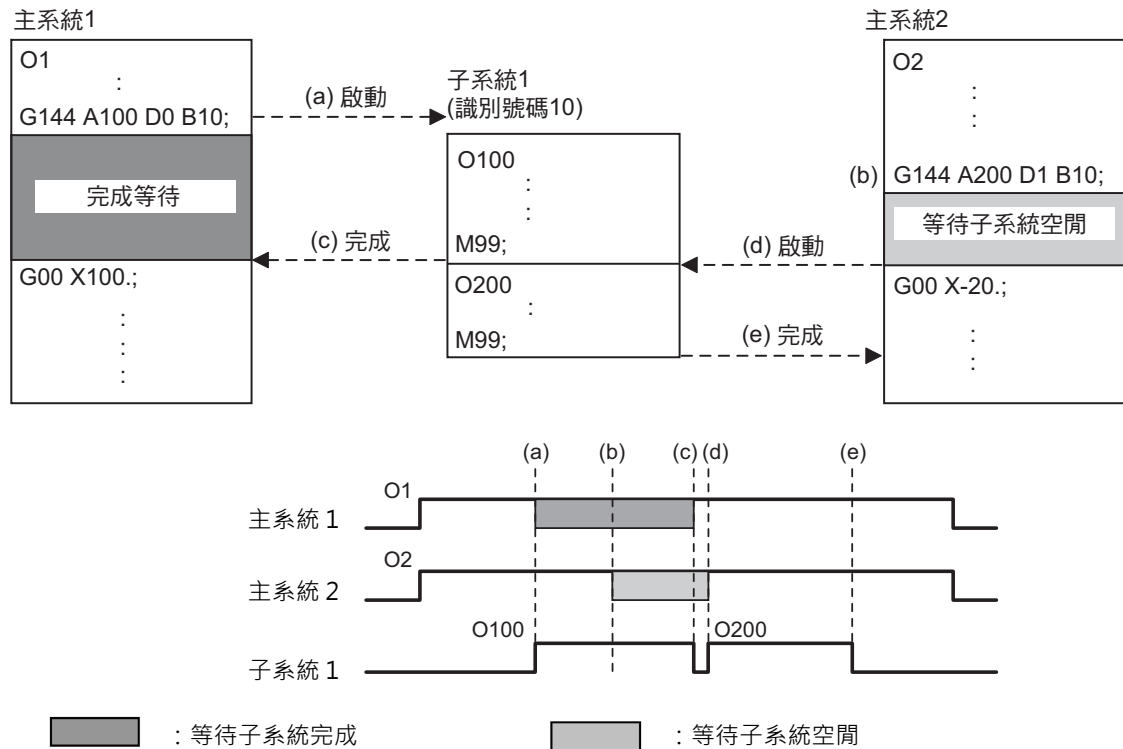 主系統1
O1
:
G144 A100 D0 B10;
完成等待
G00 X100.;
:
:
:
(a) 啟動
子系統1
(識別號碼10)
O100
:
:
M99;
O200
:
M99;
(c) 完成
(d) 啟動
(e) 完成
主系統2
O2
:
:
(b) G144 A200 D1 B10;
等待子系統空閒
G00 X-20.;
:
:
(a) (b) (c) (d) (e)
O1
主系統 1
O2
主系統 2
O100 O200
子系統 1
:等待子系統完成
:等待子系統空閒